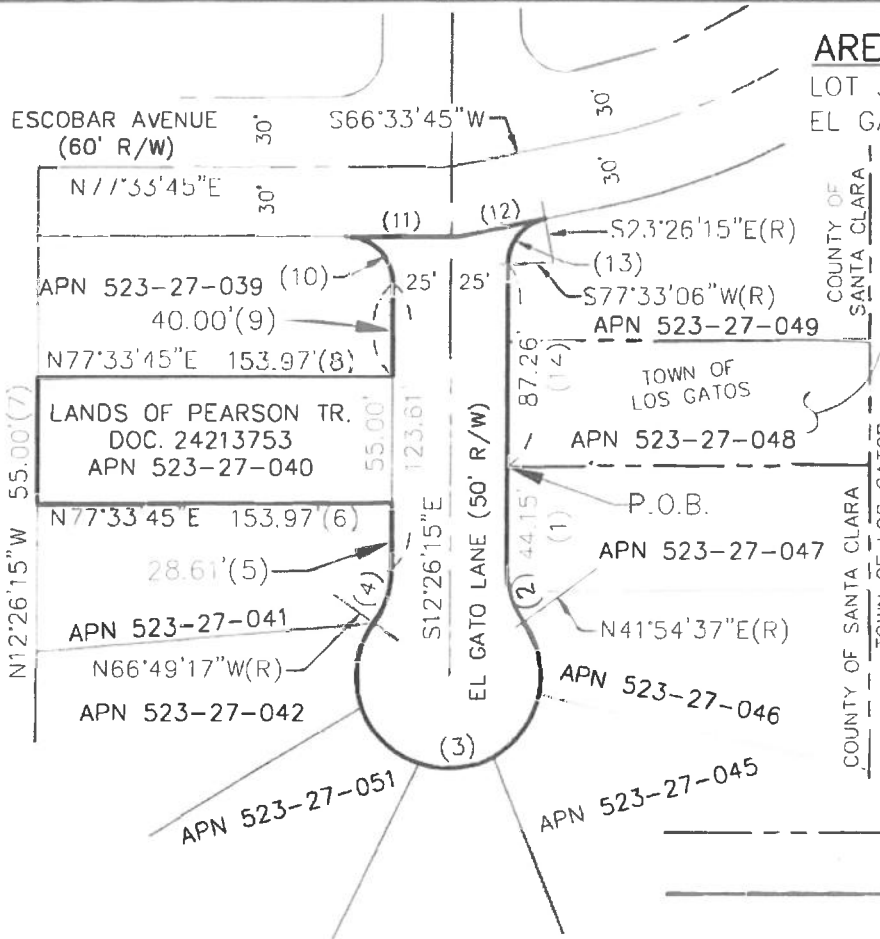 ARE
LOT
EL GA
ESCOBAR AVENUE
(60' R/W)
30'
S66°33'45"W
30'
N77°33'45"E
30'
30'
(11)
(12)
S23°26'15"E(R)
(13)
S77°33'06"W(R)
COUNTY OF
SANTA CLARA
APN 523-27-039
(10)
25'
25'
40.00'(9)
APN 523-27-049
N77°33'45"E 153.97'(8)
87.26'
(14)
TOWN OF
LOS GATOS
LANDS OF PEARSON TR.
DOC. 24213753
APN 523-27-040
55.00'
123.61'
APN 523-27-048
N12°26'15"W 55.00'(7)
N77°33'45"E 153.97'(6)
P.O.B.
28.61'(5)
S12°26'15"E
EL GATO LANE (50' R/W)
44.15'
(1)
APN 523-27-047
(4)
(2)
APN 523-27-041
N41°54'37"E(R)
N66°49'17"W(R)
APN 523-27-042
APN 523-27-046
(3)
APN 523-27-051
APN 523-27-045
COUNTY OF SANTA CLARA
TOWN OF LOS GATOS